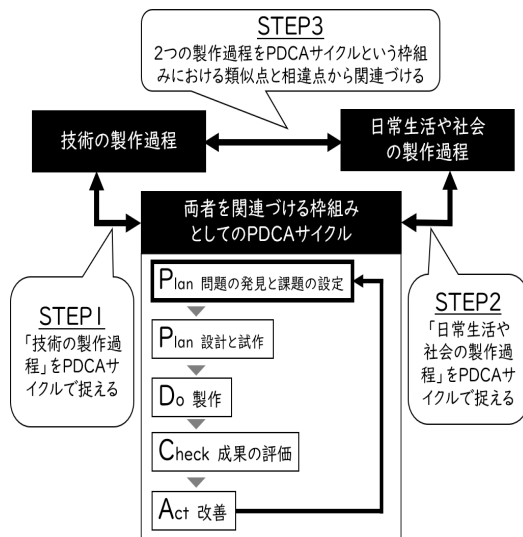 STEP3
2つの製作過程をPDCAサイクルという枠組
みにおける類似点と相違点から関連づける
技術の製作過程
日常生活や社会
の製作過程
両者を関連づける枠組み
としてのPDCAサイクル
Plan 問題の発見と課題の設定
Plan 設計と試作
Do 製作
Check 成果の評価
Act 改善
STEP1
「技術の製作過
程」をPDCAサ
イクルで捉える
STEP2
「日常生活や
社会の製作過
程」をPDCAサ
イクルで捉える